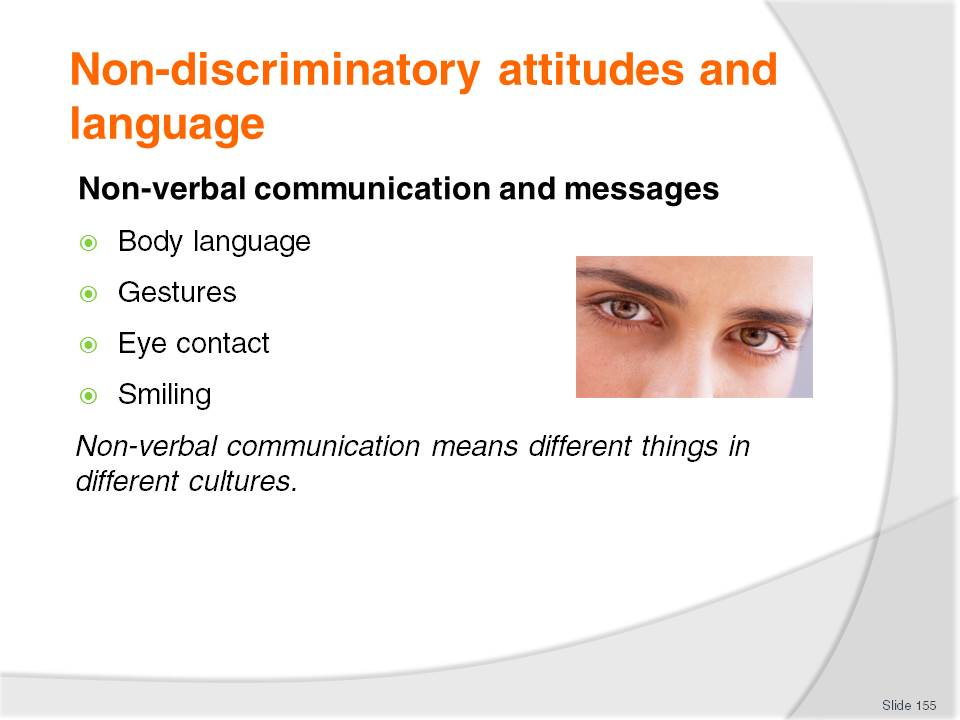 Non-discriminatory attitudes and
language
Non-verbal communication and messages
Body language
Gestures
Eye contact
Smiling
Non-verbal communication means different things in
different cultures.
Slide 155